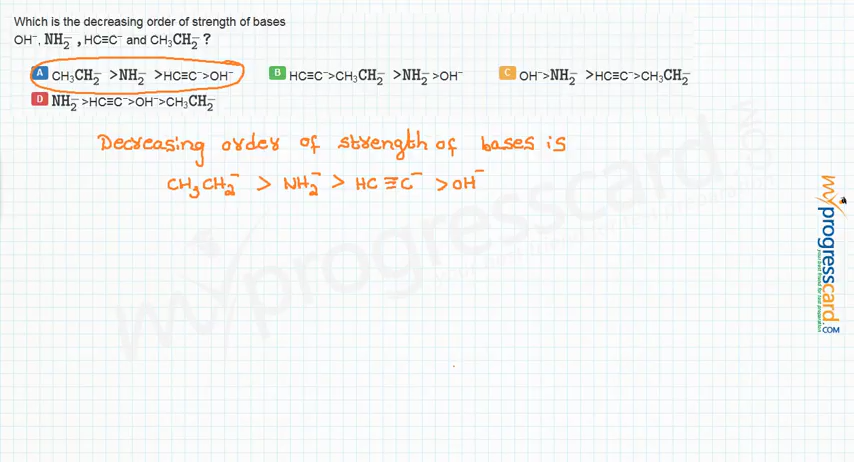 Which is the decreasing order of strength of bases
OH⁻, NH₂⁻ , HC≡C⁻ and CH₃CH₂⁻ ?
A CH₃CH₂⁻ >NH₂⁻ >HC≡C⁻>OH⁻ B HC≡C⁻>CH₃CH₂⁻ >NH₂⁻ >OH⁻ C OH⁻>NH₂⁻ >HC≡C⁻>CH₃CH₂⁻
D NH₂⁻ >HC≡C⁻>OH⁻>CH₃CH₂⁻
Decreasing order of strength of bases is
CH₃CH₂⁻ > NH₂⁻ > HC≡C⁻ > OH⁻
myprogresscard
myprogresscard
.COM